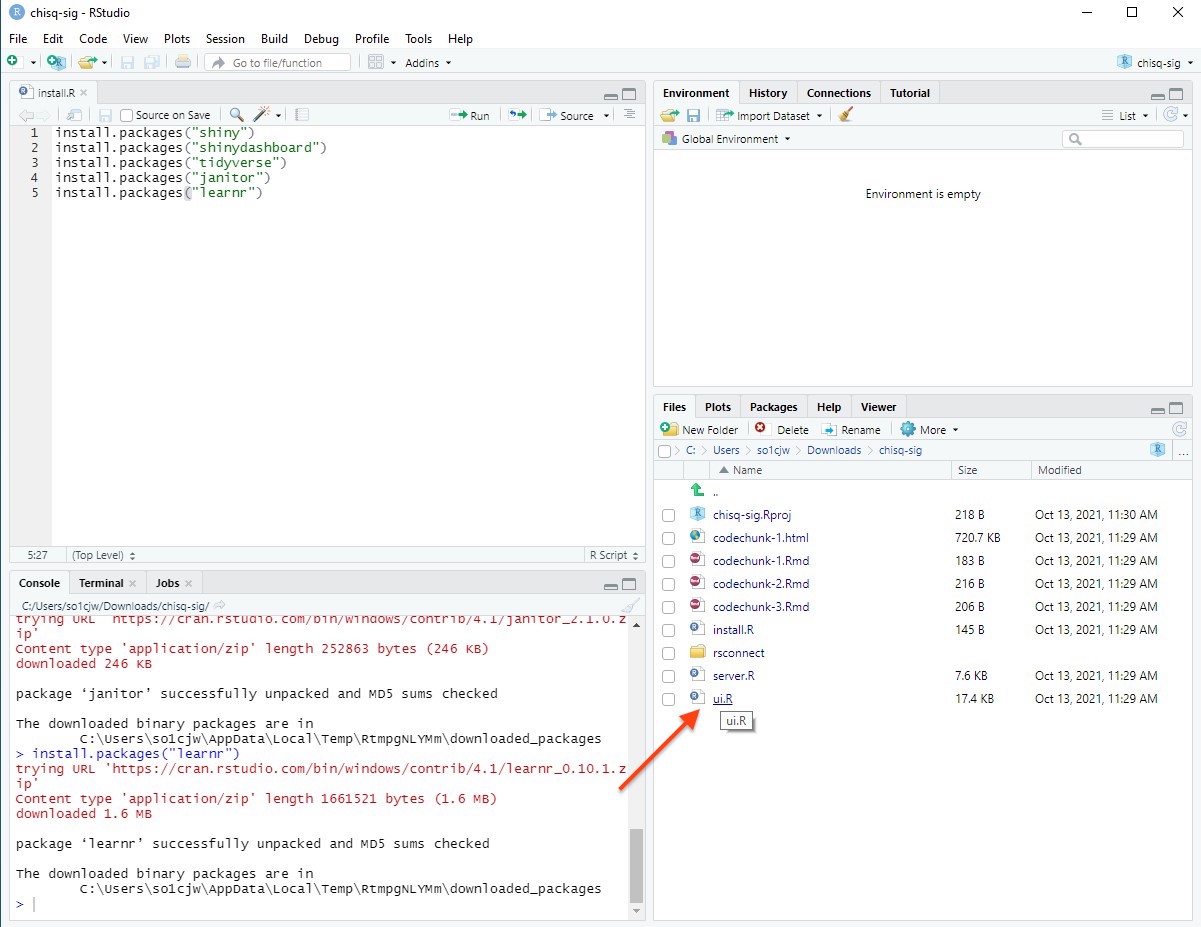 chisq-sig - RStudio
File Edit Code View Plots Session Build Debug Profile Tools Help
Go to file/function Addins chisq-sig
install.R
Source on Save Run Source
1 install.packages("shiny")
2 install.packages("shinydashboard")
3 install.packages("tidyverse")
4 install.packages("janitor")
5 install.packages("learnr")
5:27 (Top Level) R Script
Console Terminal Jobs
C:/Users/so1cjw/Downloads/chisq-sig/
trying URL 'https://cran.rstudio.com/bin/windows/contrib/4.1/janitor_2.1.0.z
ip'
Content type 'application/zip' length 252863 bytes (246 KB)
downloaded 246 KB
package ‘janitor’ successfully unpacked and MD5 sums checked
The downloaded binary packages are in
C:\Users\so1cjw\AppData\Local\Temp\RtmpgNLYMm\downloaded_packages
> install.packages("learnr")
trying URL 'https://cran.rstudio.com/bin/windows/contrib/4.1/learnr_0.10.1.z
ip'
Content type 'application/zip' length 1661521 bytes (1.6 MB)
downloaded 1.6 MB
package ‘learnr’ successfully unpacked and MD5 sums checked
The downloaded binary packages are in
C:\Users\so1cjw\AppData\Local\Temp\RtmpgNLYMm\downloaded_packages
>
Environment History Connections Tutorial
Import Dataset List
Global Environment
Environment is empty
Files Plots Packages Help Viewer
New Folder Delete Rename More
C: Users so1cjw Downloads chisq-sig ...
Name Size Modified
..
chisq-sig.Rproj 218 B Oct 13, 2021, 11:30 AM
codechunk-1.html 720.7 KB Oct 13, 2021, 11:29 AM
codechunk-1.Rmd 183 B Oct 13, 2021, 11:29 AM
codechunk-2.Rmd 216 B Oct 13, 2021, 11:29 AM
codechunk-3.Rmd 206 B Oct 13, 2021, 11:29 AM
install.R 145 B Oct 13, 2021, 11:29 AM
rsconnect
server.R 7.6 KB Oct 13, 2021, 11:29 AM
ui.R 17.4 KB Oct 13, 2021, 11:29 AM
ui.R